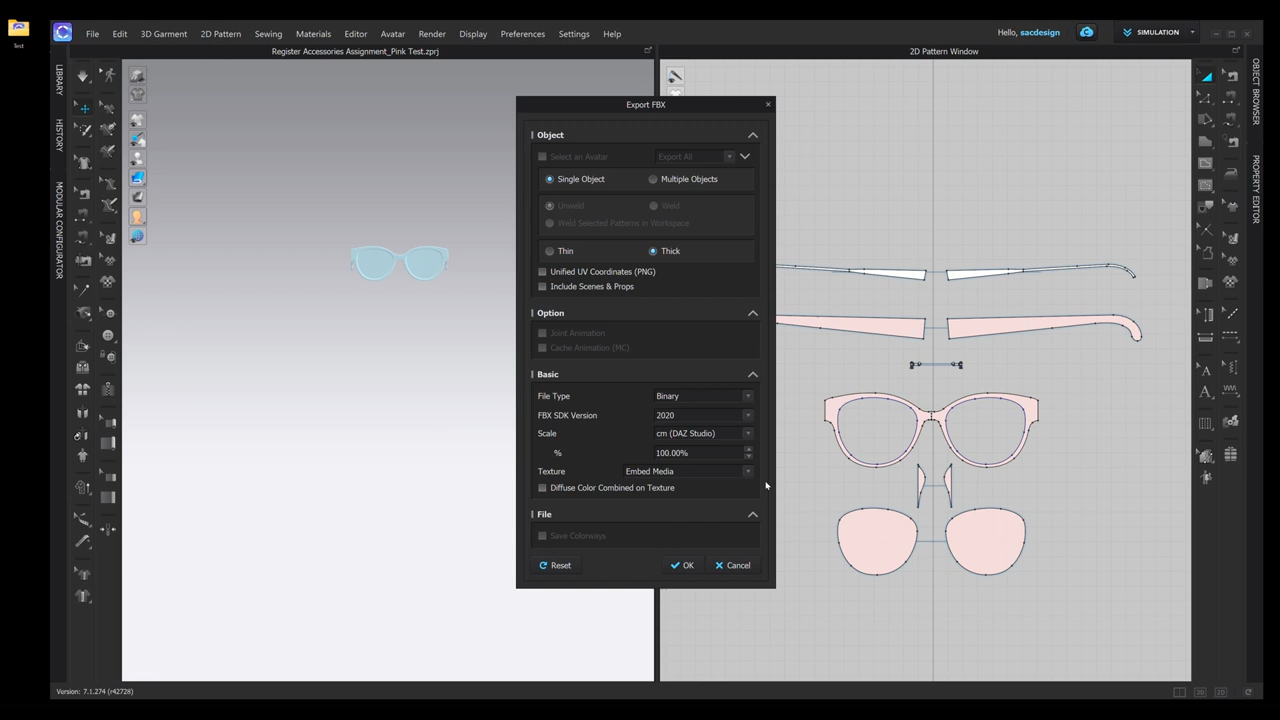 Test
File Edit 3D Garment 2D Pattern Sewing Materials Editor Avatar Render Display Preferences Settings Help
Hello, sacdesign
SIMULATION
Register Accessories Assignment_Pink Test.zprj
2D Pattern Window
LIBRARY
HISTORY
MODULAR CONFIGURATOR
OBJECT BROWSER
PROPERTY EDITOR
Export FBX
Object
Select an Avatar Export All
Single Object Multiple Objects
Unweld Weld
Weld Selected Patterns in Workspace
Thin Thick
Unified UV Coordinates (PNG)
Include Scenes & Props
Option
Joint Animation
Cache Animation (MC)
Basic
File Type Binary
FBX SDK Version 2020
Scale cm (DAZ Studio)
% 100.00%
Texture Embed Media
Diffuse Color Combined on Texture
File
Save Colorways
Reset OK Cancel
Version: 7.1.274 (r42728)
3D 2D